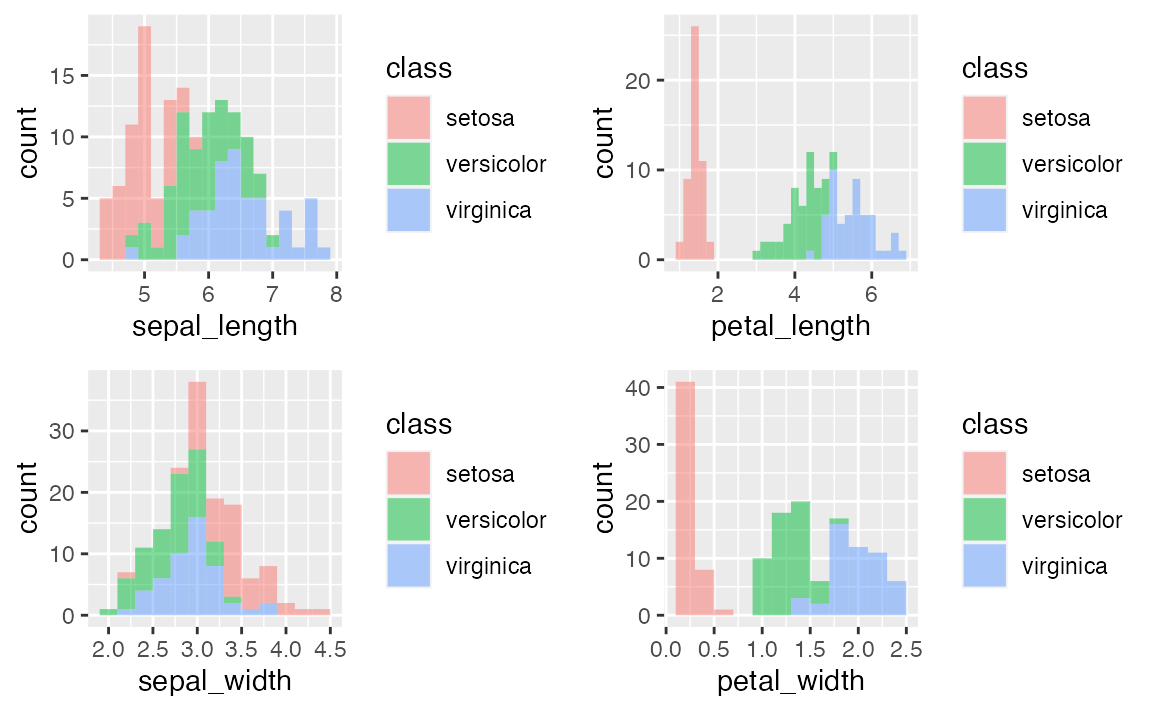 count
15
10
5
0
5 6 7 8
sepal_length
class
setosa
versicolor
virginica
count
20
10
0
2 4 6
petal_length
class
setosa
versicolor
virginica
count
30
20
10
0
2.0 2.5 3.0 3.5 4.0 4.5
sepal_width
class
setosa
versicolor
virginica
count
40
30
20
10
0
0.0 0.5 1.0 1.5 2.0 2.5
petal_width
class
setosa
versicolor
virginica